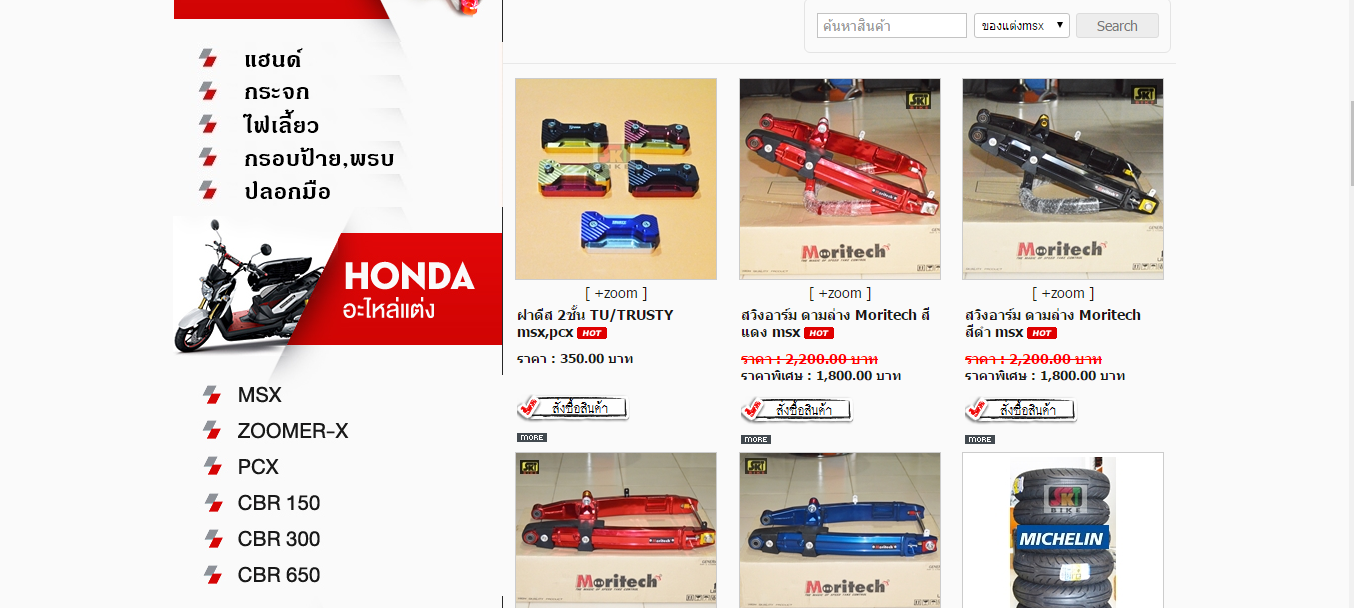 แฮนด์
กระจก
ไฟเลี้ยว
กรอบป้าย,พรบ
ปลอกมือ
HONDA
อะไหล่แต่ง
MSX
ZOOMER-X
PCX
CBR 150
CBR 300
CBR 650
ค้นหาสินค้า
ของแต่งmsx
Search
SKT
BIKE
Moritech
SKT
BIKE
Moritech
SKT
BIKE
[ +zoom ]
[ +zoom ]
[ +zoom ]
ฝาดีส 2ชั้น TU/TRUSTY
msx,pcx HOT
ราคา : 350.00 บาท
สั่งซื้อสินค้า
MORE
สวิงอาร์ม ดามล่าง Moritech สี
แดง msx HOT
ราคา : 2,200.00 บาท
ราคาพิเศษ : 1,800.00 บาท
สั่งซื้อสินค้า
MORE
สวิงอาร์ม ดามล่าง Moritech
สีดำ msx HOT
ราคา : 2,200.00 บาท
ราคาพิเศษ : 1,800.00 บาท
สั่งซื้อสินค้า
MORE
SKT
Moritech
SKT
Moritech
SKT
BIKE
MICHELIN